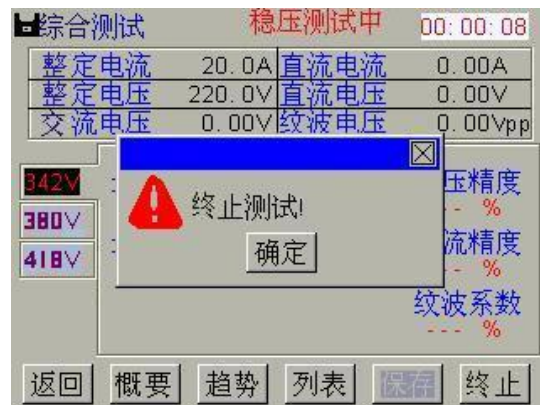 综合测试 稳压测试中 00:00:08
整定电流 20.0A 直流电流 0.00A
整定电压 220.0V 直流电压 0.00V
交流电压 0.00V 纹波电压 0.00Vpp
342V 压精度
终止测试! -- %
380V 流精度
确定
418V -- %
纹波系数
--- %
返回 概要 趋势 列表 保存 终止